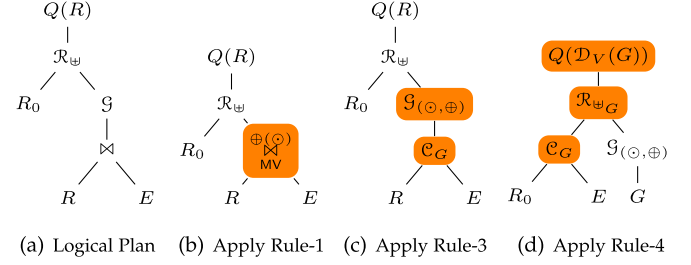 Q(R)
ℛ⊎
R₀
𝒢
⋈
R
E
(a) Logical Plan
Q(R)
ℛ⊎
R₀
⊕(⊙)
⋈
MV
R
E
(b) Apply Rule-1
Q(R)
ℛ⊎
R₀
𝒢(⊙,⊕)
𝒞G
R
E
(c) Apply Rule-3
Q(𝒟V(G))
ℛ⊎G
𝒞G
𝒢(⊙,⊕)
R₀
E
G
(d) Apply Rule-4